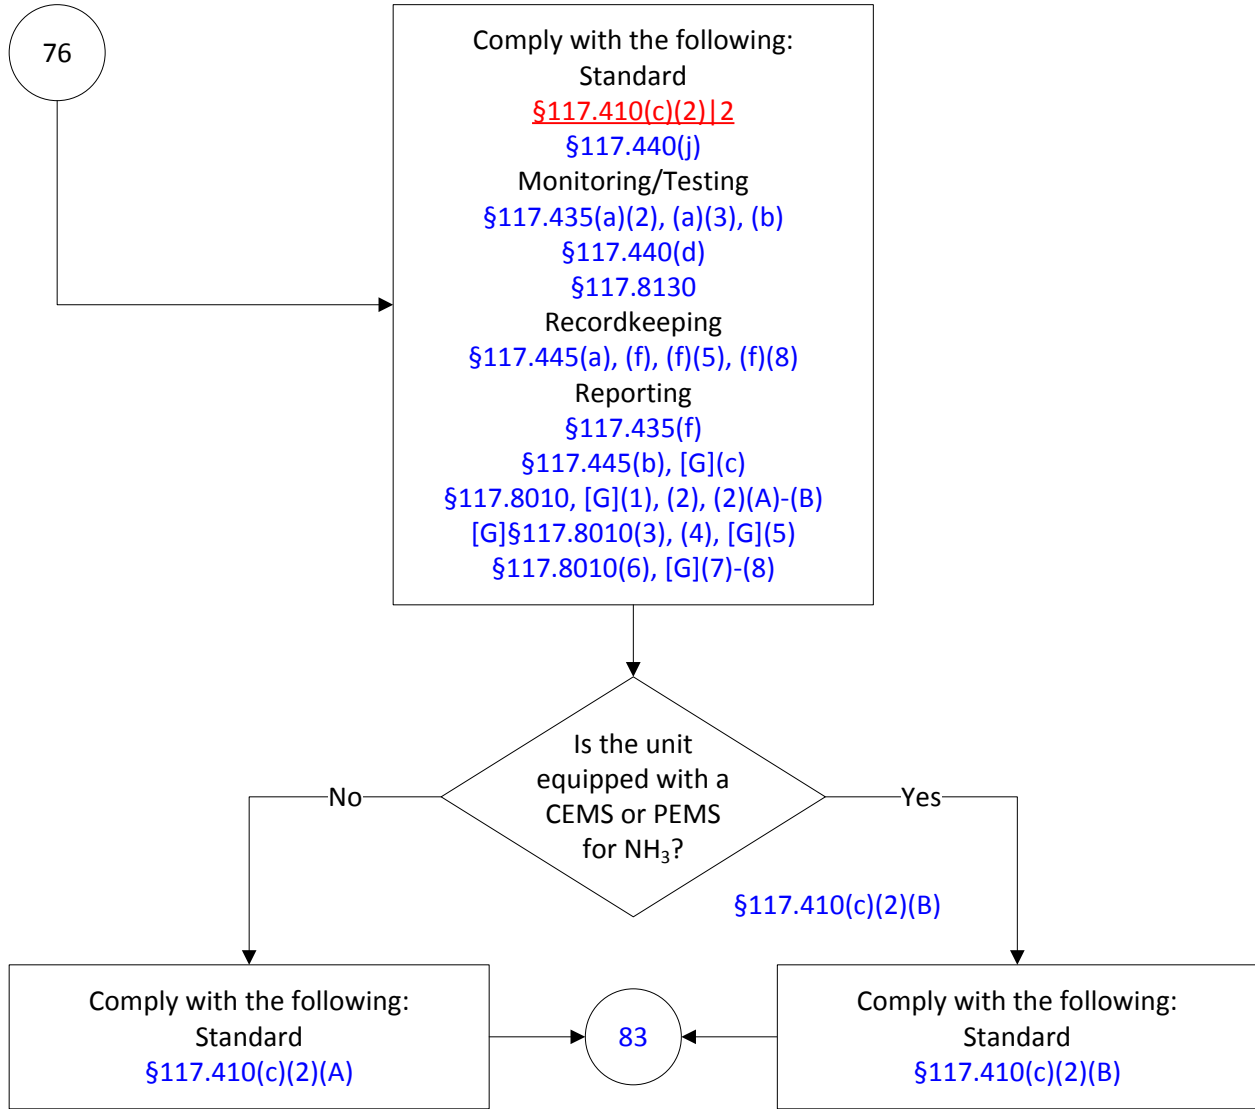 76
Comply with the following:
Standard
§117.410(c)(2)|2
§117.440(j)
Monitoring/Testing
§117.435(a)(2), (a)(3), (b)
§117.440(d)
§117.8130
Recordkeeping
§117.445(a), (f), (f)(5), (f)(8)
Reporting
§117.435(f)
§117.445(b), [G](c)
§117.8010, [G](1), (2), (2)(A)-(B)
[G]§117.8010(3), (4), [G](5)
§117.8010(6), [G](7)-(8)
Is the unit
equipped with a
CEMS or PEMS
for NH₃?
No
Yes
§117.410(c)(2)(B)
Comply with the following:
Standard
§117.410(c)(2)(A)
83
Comply with the following:
Standard
§117.410(c)(2)(B)